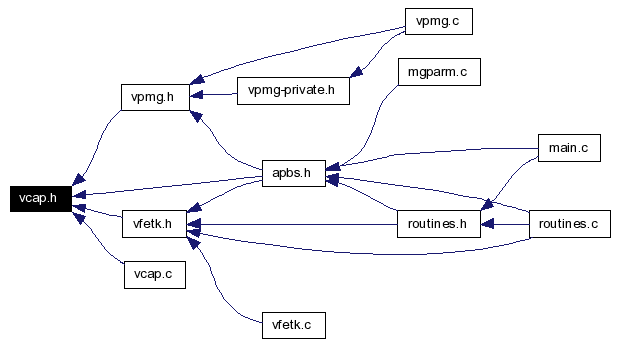 vpmg.c
mgparm.c
vpmg-private.h
vpmg.h
main.c
apbs.h
vcap.h
vfetk.h
routines.h
routines.c
vcap.c
vfetk.c